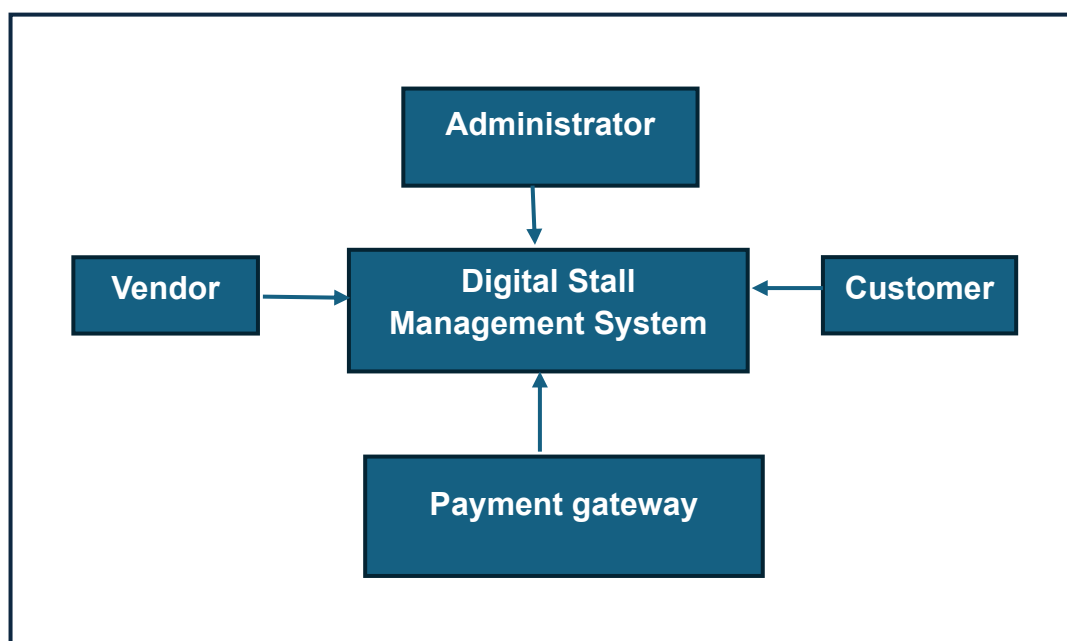 Administrator
Vendor
Digital Stall
Management System
Customer
Payment gateway